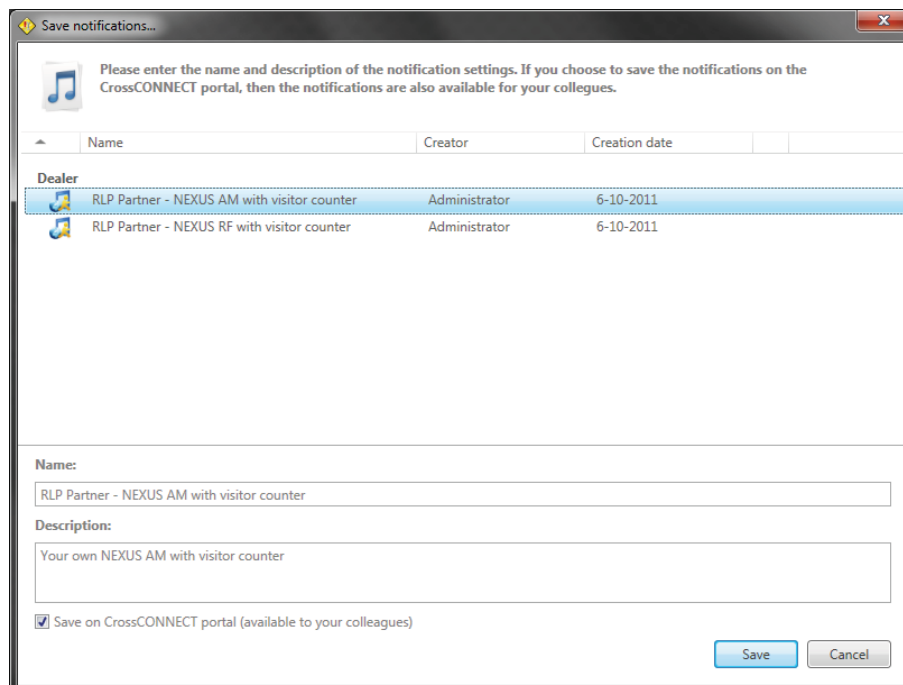 Save notifications...
Please enter the name and description of the notification settings. If you choose to save the notifications on the
CrossCONNECT portal, then the notifications are also available for your collegues.
Name Creator Creation date
Dealer
RLP Partner - NEXUS AM with visitor counter Administrator 6-10-2011
RLP Partner - NEXUS RF with visitor counter Administrator 6-10-2011
Name:
RLP Partner - NEXUS AM with visitor counter
Description:
Your own NEXUS AM with visitor counter
Save on CrossCONNECT portal (available to your colleagues)
Save Cancel